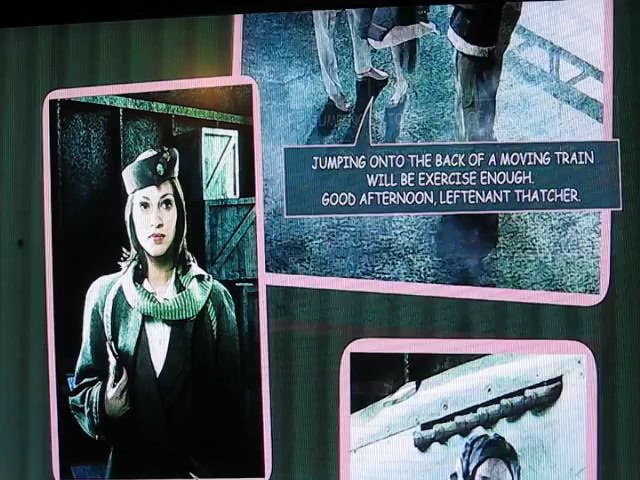 JUMPING ONTO THE BACK OF A MOVING TRAIN
WILL BE EXERCISE ENOUGH.
GOOD AFTERNOON, LEFTENANT THATCHER.